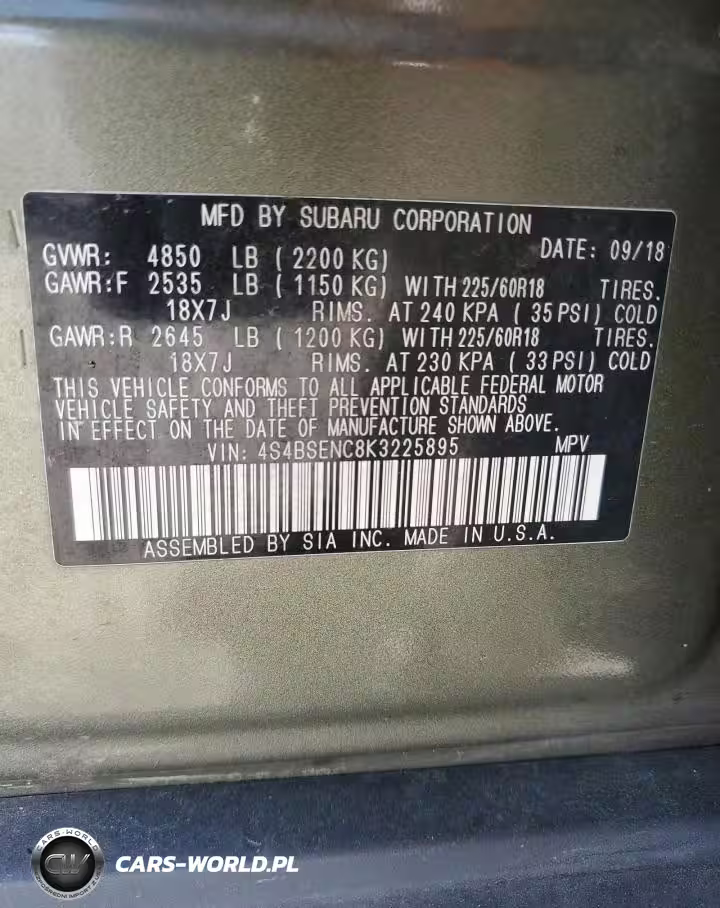 MFD BY SUBARU CORPORATION
GVWR: 4850 LB ( 2200 KG) DATE: 09/18
GAWR:F 2535 LB ( 1150 KG) WITH 225/60R18 TIRES.
18X7J RIMS. AT 240 KPA ( 35 PSI) COLD
GAWR:R 2645 LB ( 1200 KG) WITH 225/60R18 TIRES.
18X7J RIMS. AT 230 KPA ( 33 PSI) COLD
THIS VEHICLE CONFORMS TO ALL APPLICABLE FEDERAL MOTOR
VEHICLE SAFETY AND THEFT PREVENTION STANDARDS
IN EFFECT ON THE DATE OF MANUFACTURE SHOWN ABOVE.
VIN: 4S4BSENC8K3225895 MPV
ASSEMBLED BY SIA INC. MADE IN U.S.A.
CARS-WORLD
CW
CARS-WORLD.PL